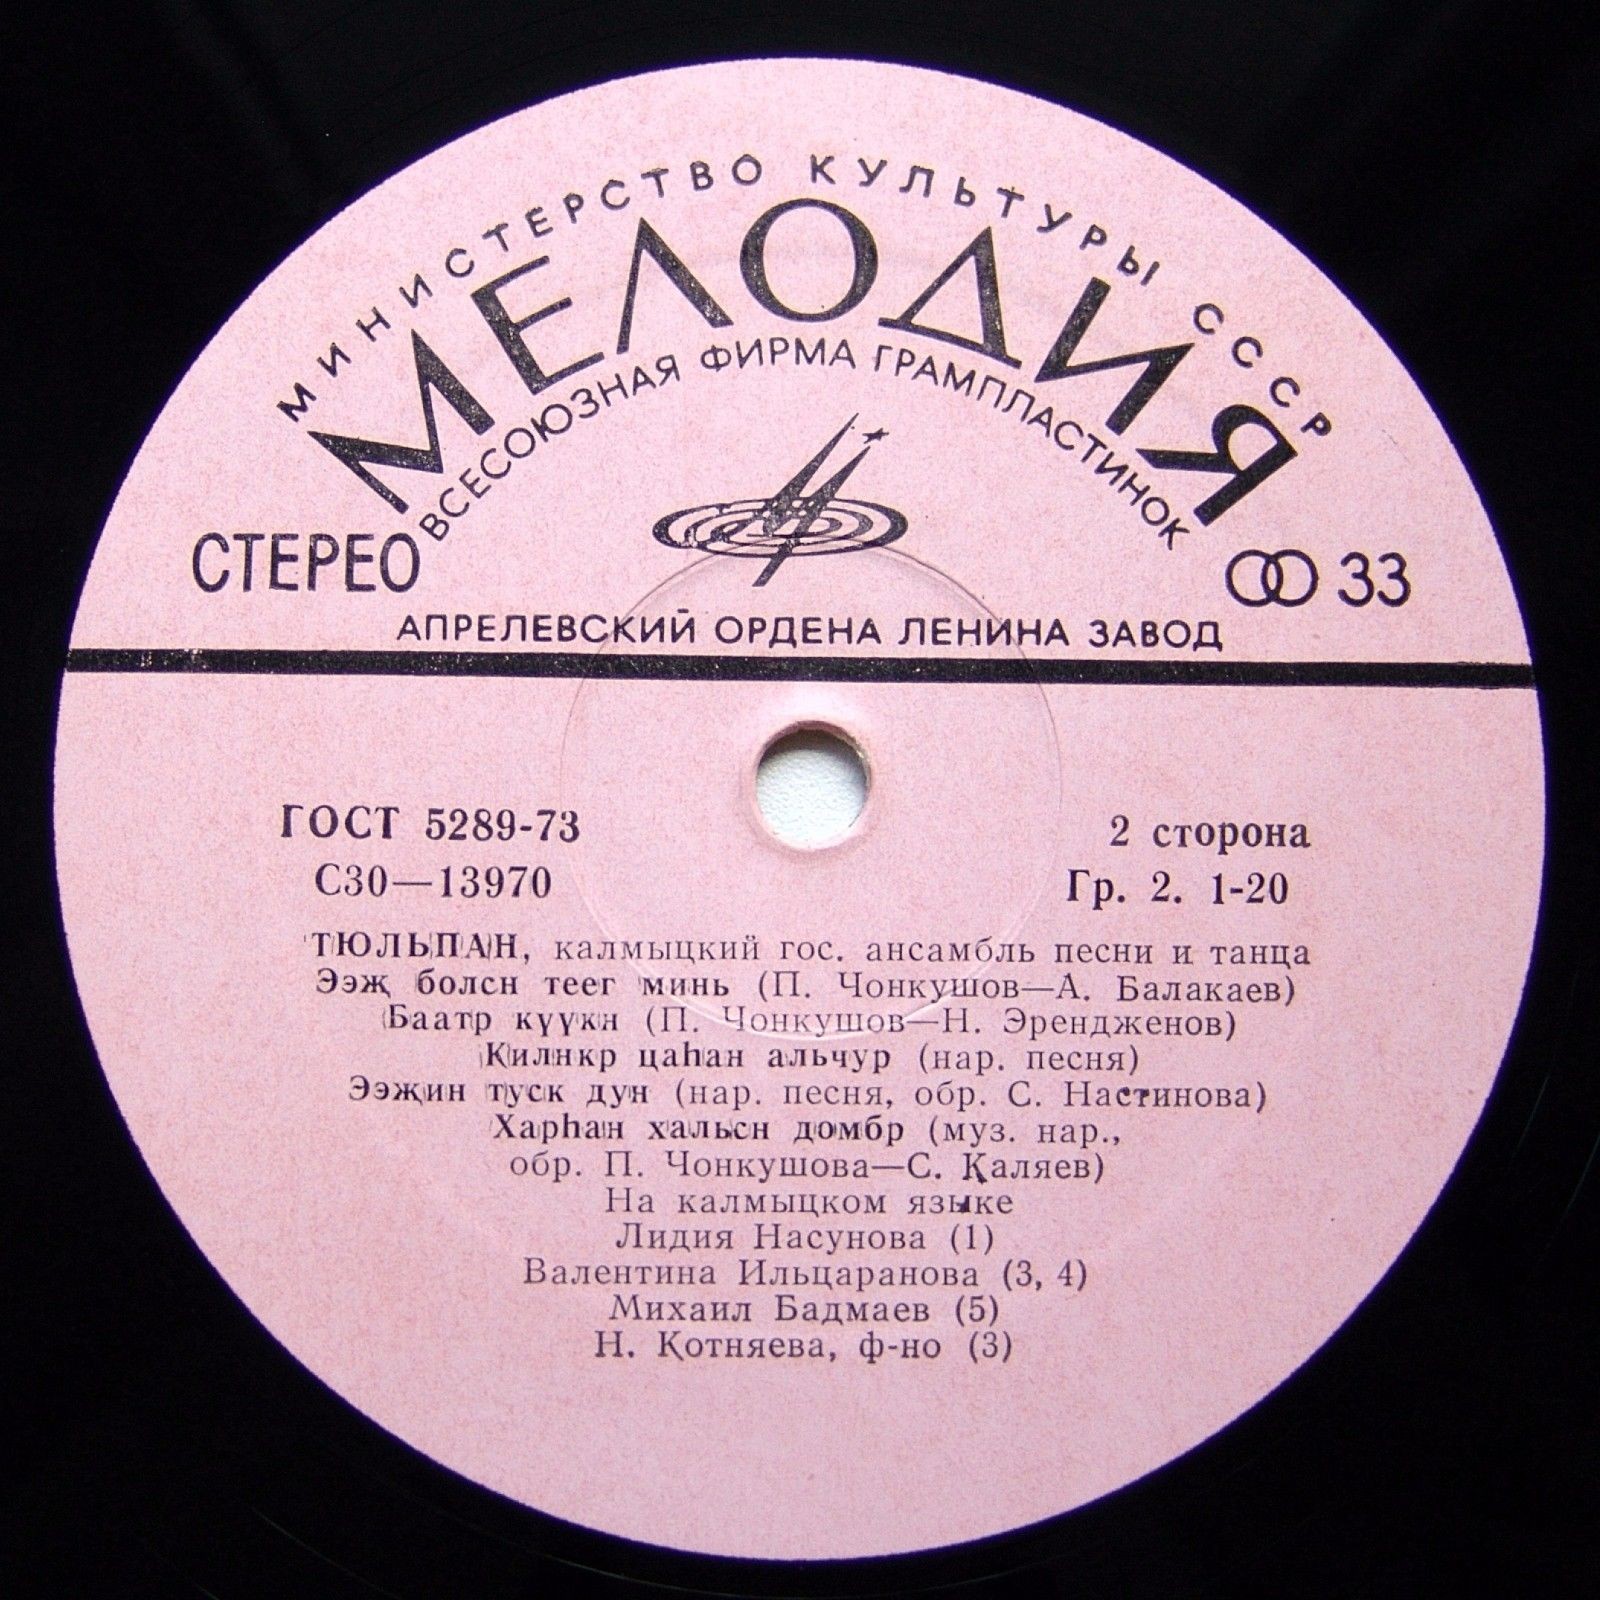 МИНИСТЕРСТВО КУЛЬТУРЫ СССР
МЕЛОДИЯ
ВСЕСОЮЗНАЯ ФИРМА ГРАМПЛАСТИНОК
СТЕРЕО
33
АПРЕЛЕВСКИЙ ОРДЕНА ЛЕНИНА ЗАВОД
ГОСТ 5289-73
2 сторона
С30—13970
Гр. 2. 1-20
ТЮЛЬПАН, калмыцкий гос. ансамбль песни и танца
Ээҗ болсн теег минь (П. Чонкушов—А. Балакаев)
Баатр күүкн (П. Чонкушов—Н. Эрендженов)
Килнкр цаһан альчур (нар. песня)
Ээҗин туск дун (нар. песня, обр. С. Настинова)
Харһан хальсн домбр (муз. нар.,
обр. П. Чонкушова—С. Каляев)
На калмыцком языке
Лидия Насунова (1)
Валентина Ильцаранова (3, 4)
Михаил Бадмаев (5)
Н. Котняева, ф-но (3)